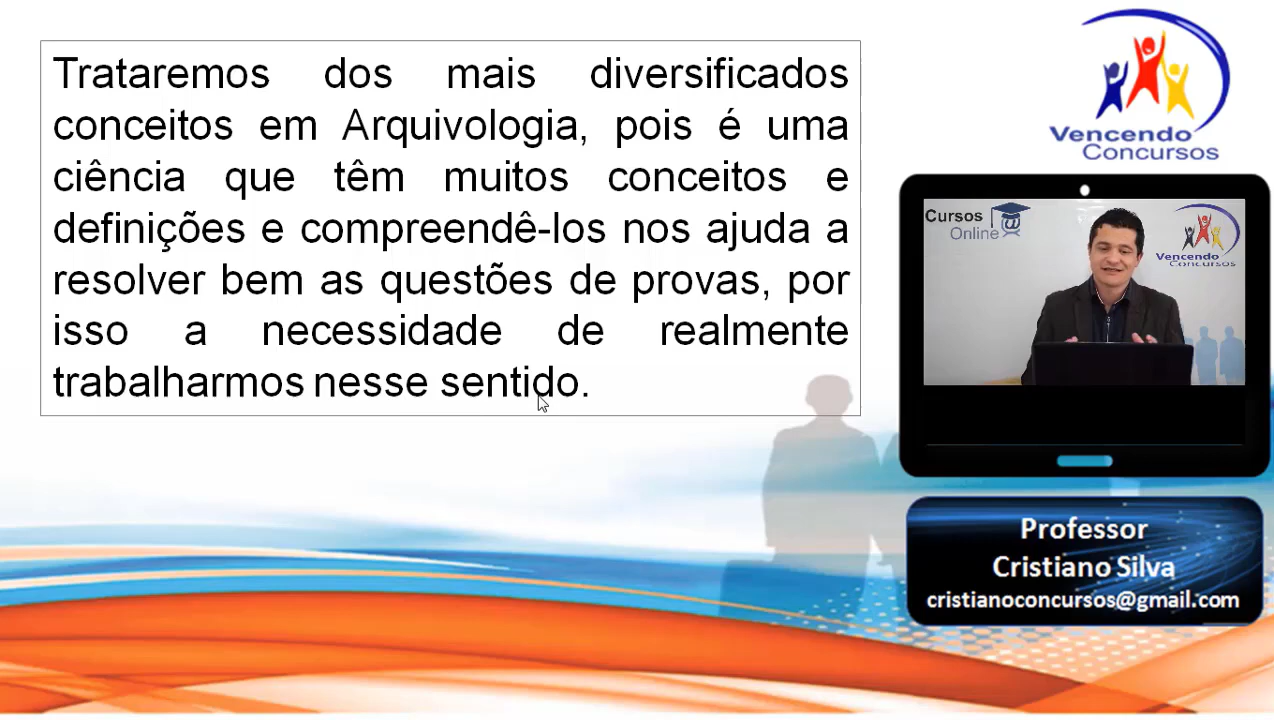 Trataremos dos mais diversificados
conceitos em Arquivologia, pois é uma
ciência que têm muitos conceitos e
definições e compreendê-los nos ajuda a
resolver bem as questões de provas, por
isso a necessidade de realmente
trabalharmos nesse sentido.
Vencendo
Concursos
Cursos
Online
Vencendo
Concursos
Professor
Cristiano Silva
cristianoconcursos@gmail.com